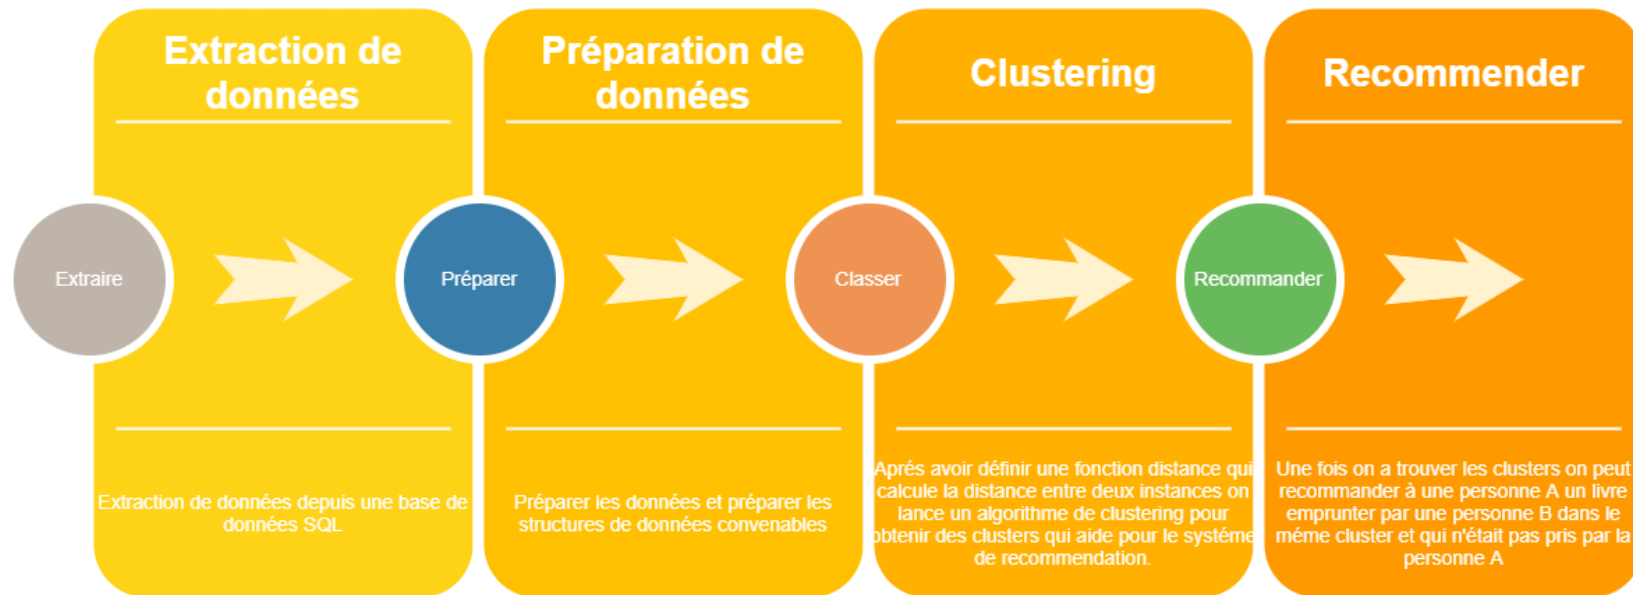 Extraction de
données
Préparation de
données
Clustering
Recommender
Extraire
Préparer
Classer
Recommander
Extraction de données depuis une base de
données SQL
Préparer les données et préparer les
structures de données convenables
Aprés avoir définir une fonction distance qui
calcule la distance entre deux instances on
lance un algorithme de clustering pour
obtenir des clusters qui aide pour le systéme
de recommendation.
Une fois on a trouver les clusters on peut
recommander à une personne A un livre
emprunter par une personne B dans le
méme cluster et qui n'était pas pris par la
personne A